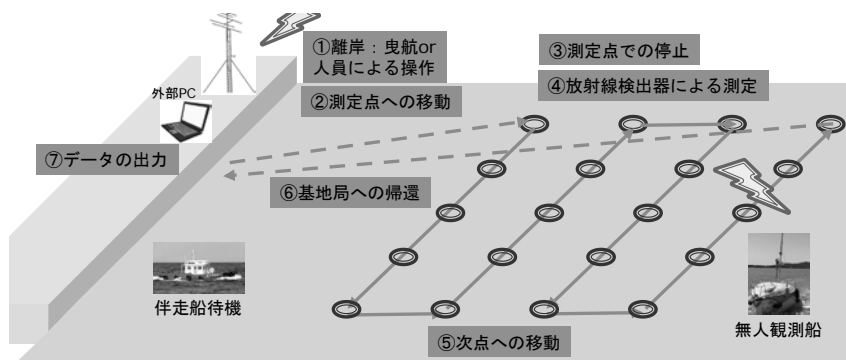 ①離岸：曳航or
人員による操作
②測定点への移動
③測定点での停止
④放射線検出器による測定
外部PC
⑦データの出力
⑥基地局への帰還
伴走船待機
⑤次点への移動
無人観測船